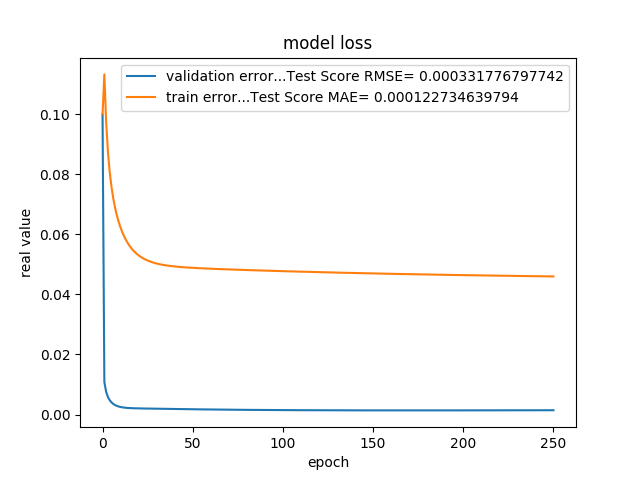 model loss
validation error...Test Score RMSE= 0.000331776797742
train error...Test Score MAE= 0.000122734639794
real value
0.10
0.08
0.06
0.04
0.02
0.00
0
50
100
150
200
250
epoch